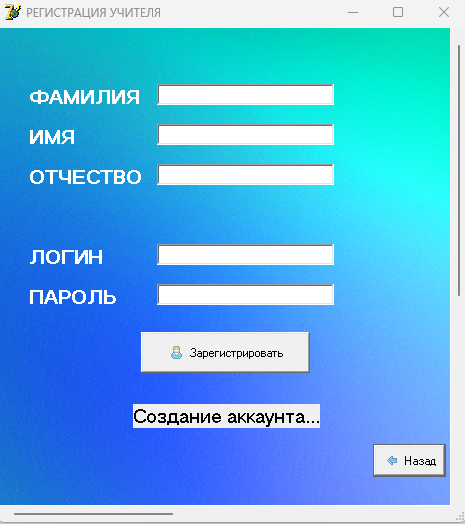 РЕГИСТРАЦИЯ УЧИТЕЛЯ
ФАМИЛИЯ
ИМЯ
ОТЧЕСТВО
ЛОГИН
ПАРОЛЬ
Зарегистрировать
Создание аккаунта...
Назад